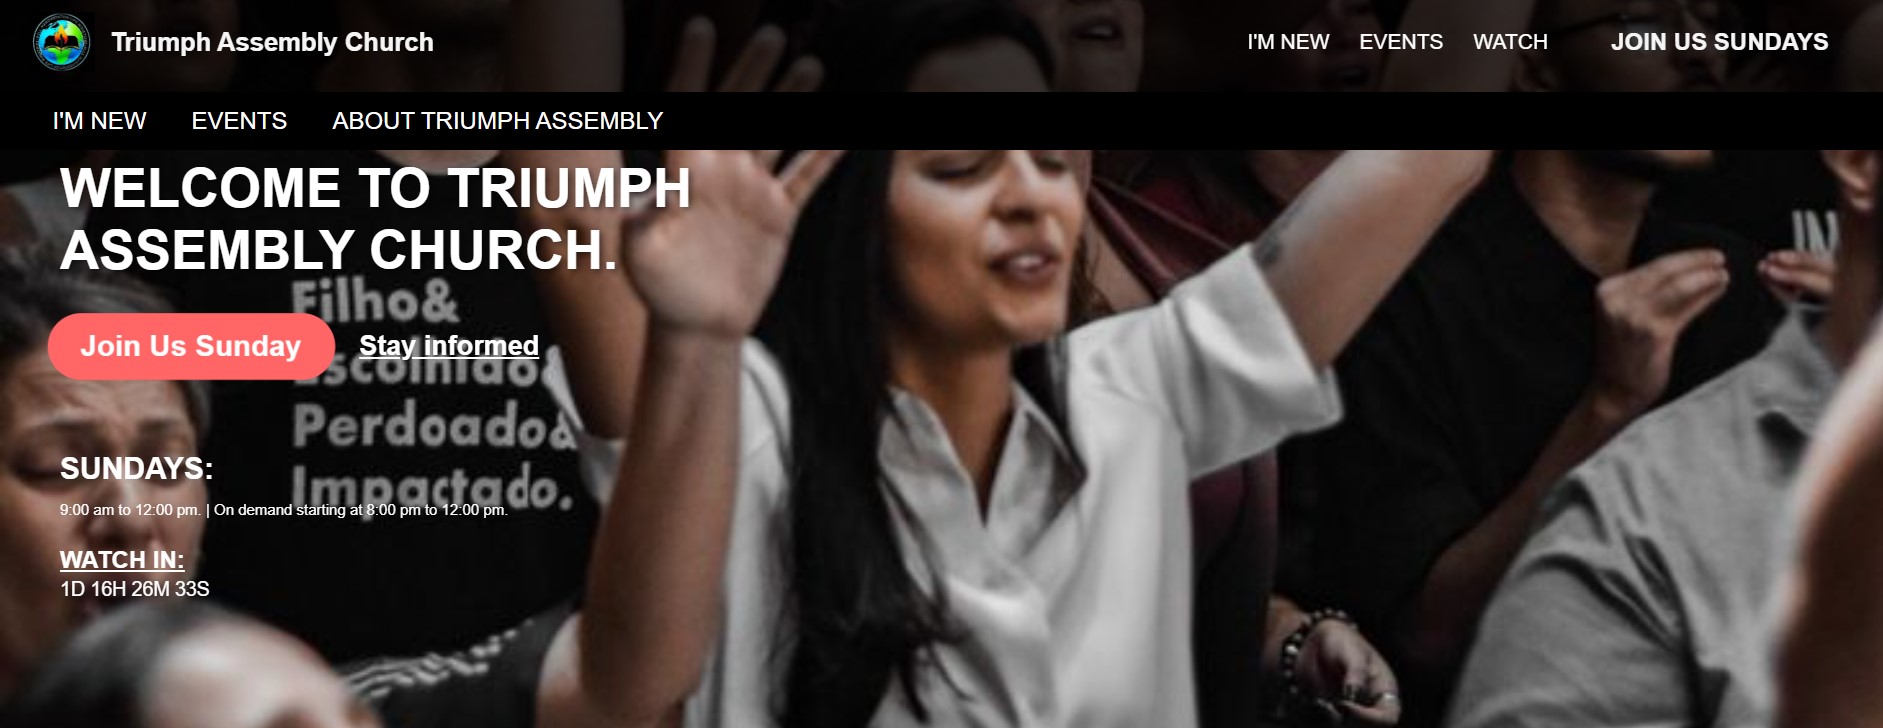 Triumph Assembly Church
I'M NEW EVENTS WATCH JOIN US SUNDAYS
I'M NEW EVENTS ABOUT TRIUMPH ASSEMBLY
WELCOME TO TRIUMPH
ASSEMBLY CHURCH.
Filho&
Join Us Sunday Stay informed
Perdoado&
SUNDAYS:
Impactado.
9:00 am to 12:00 pm. | On demand starting at 8:00 pm to 12:00 pm.
WATCH IN:
1D 16H 26M 33S